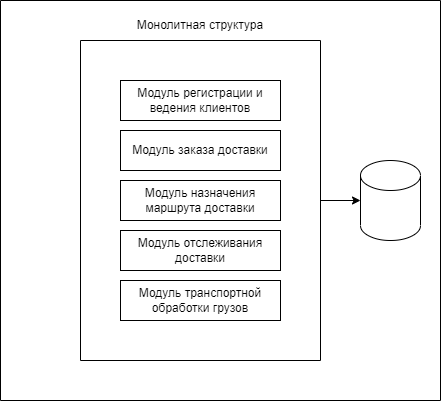 Монолитная структура
Модуль регистрации и
ведения клиентов
Модуль заказа доставки
Модуль назначения
маршрута доставки
Модуль отслеживания
доставки
Модуль транспортной
обработки грузов